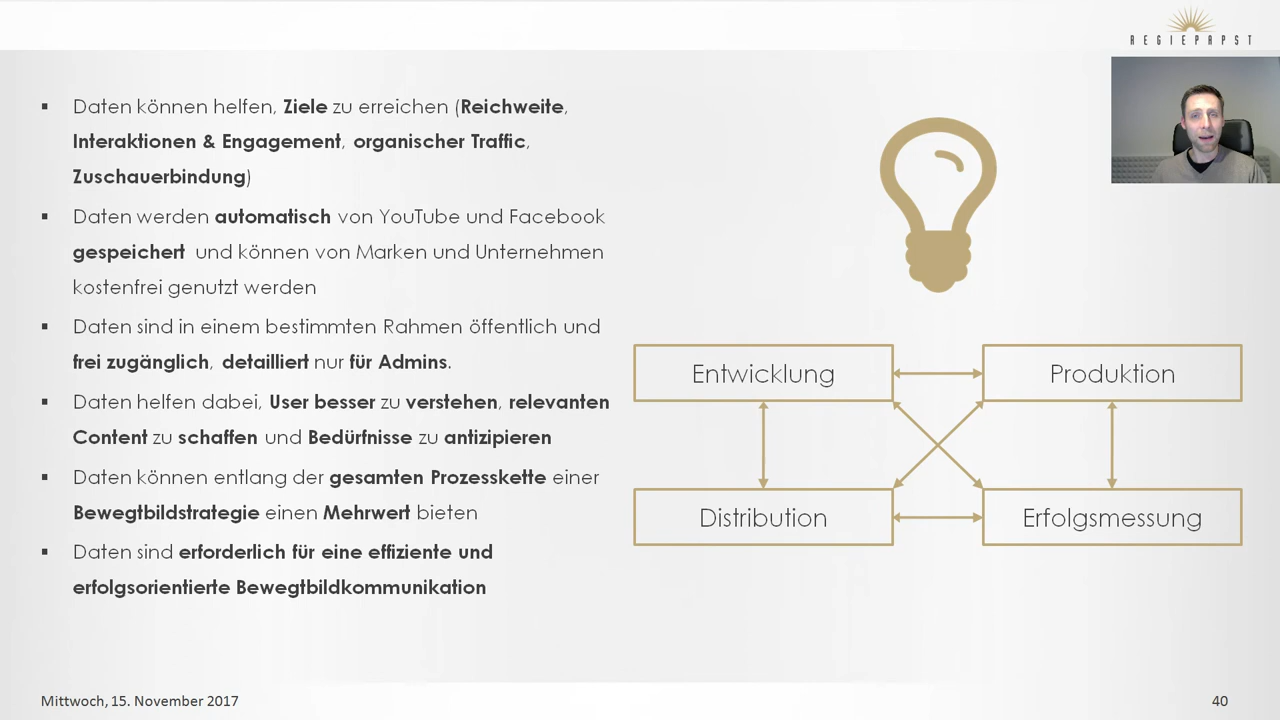 REGIEPAPST
▪ Daten können helfen, Ziele zu erreichen (Reichweite,
Interaktionen & Engagement, organischer Traffic,
Zuschauerbindung)
▪ Daten werden automatisch von YouTube und Facebook
gespeichert und können von Marken und Unternehmen
kostenfrei genutzt werden
▪ Daten sind in einem bestimmten Rahmen öffentlich und
frei zugänglich, detailliert nur für Admins.
▪ Daten helfen dabei, User besser zu verstehen, relevanten
Content zu schaffen und Bedürfnisse zu antizipieren
▪ Daten können entlang der gesamten Prozesskette einer
Bewegtbildstrategie einen Mehrwert bieten
▪ Daten sind erforderlich für eine effiziente und
erfolgsorientierte Bewegtbildkommunikation
Entwicklung
Produktion
Distribution
Erfolgsmessung
Mittwoch, 15. November 2017
40